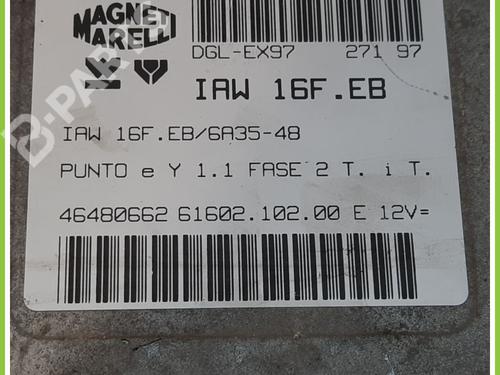 MAGNETI
MARELLI
DGL-EX97 271 97
IAW 16F.EB
IAW 16F.EB/6A35-48
PUNTO e Y 1.1 FASE 2 T. i T.
46480662 61602.102.00 E 12V=
B-PARTS